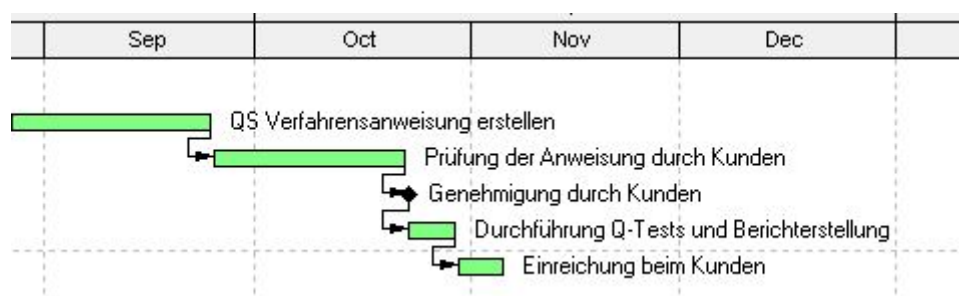 Sep Oct Nov Dec
QS Verfahrensanweisung erstellen
Prüfung der Anweisung durch Kunden
Genehmigung durch Kunden
Durchführung Q-Tests und Berichterstellung
Einreichung beim Kunden